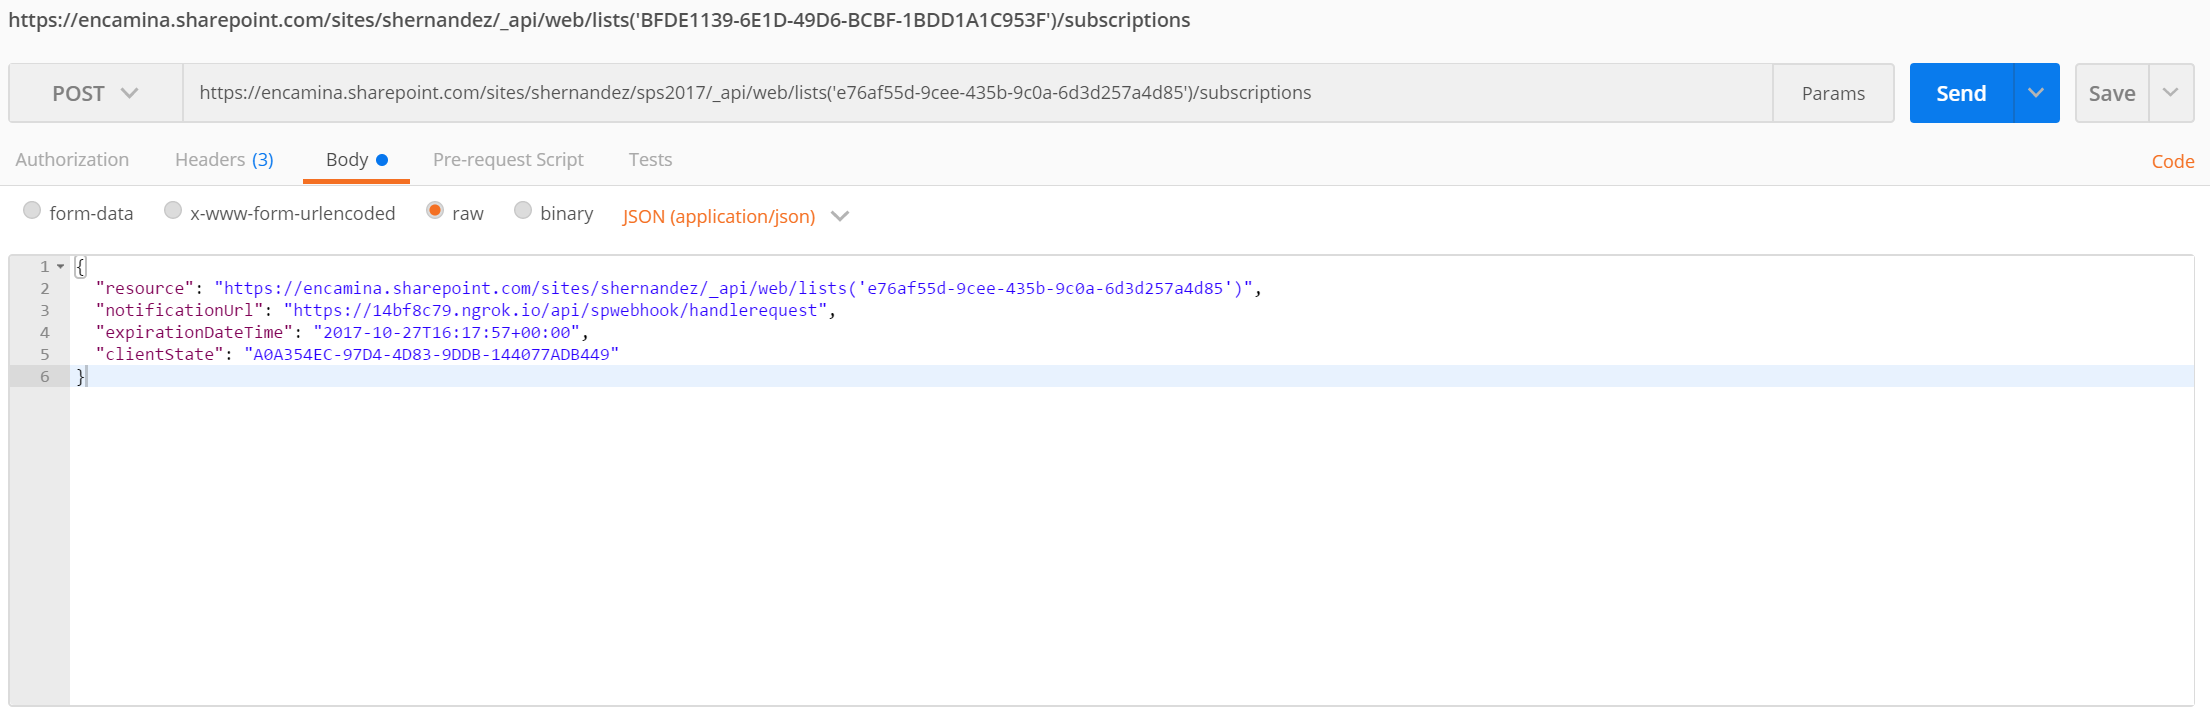 https://encamina.sharepoint.com/sites/shernandez/_api/web/lists('BFDE1139-6E1D-49D6-BCBF-1BDD1A1C953F')/subscriptions
POST https://encamina.sharepoint.com/sites/shernandez/sps2017/_api/web/lists('e76af55d-9cee-435b-9c0a-6d3d257a4d85')/subscriptions Params Send Save
Authorization Headers (3) Body Pre-request Script Tests Code
form-data x-www-form-urlencoded raw binary JSON (application/json)
1 {
2 "resource": "https://encamina.sharepoint.com/sites/shernandez/_api/web/lists('e76af55d-9cee-435b-9c0a-6d3d257a4d85')",
3 "notificationUrl": "https://14bf8c79.ngrok.io/api/spwebhook/handlerequest",
4 "expirationDateTime": "2017-10-27T16:17:57+00:00",
5 "clientState": "A0A354EC-97D4-4D83-9DDB-144077ADB449"
6 }